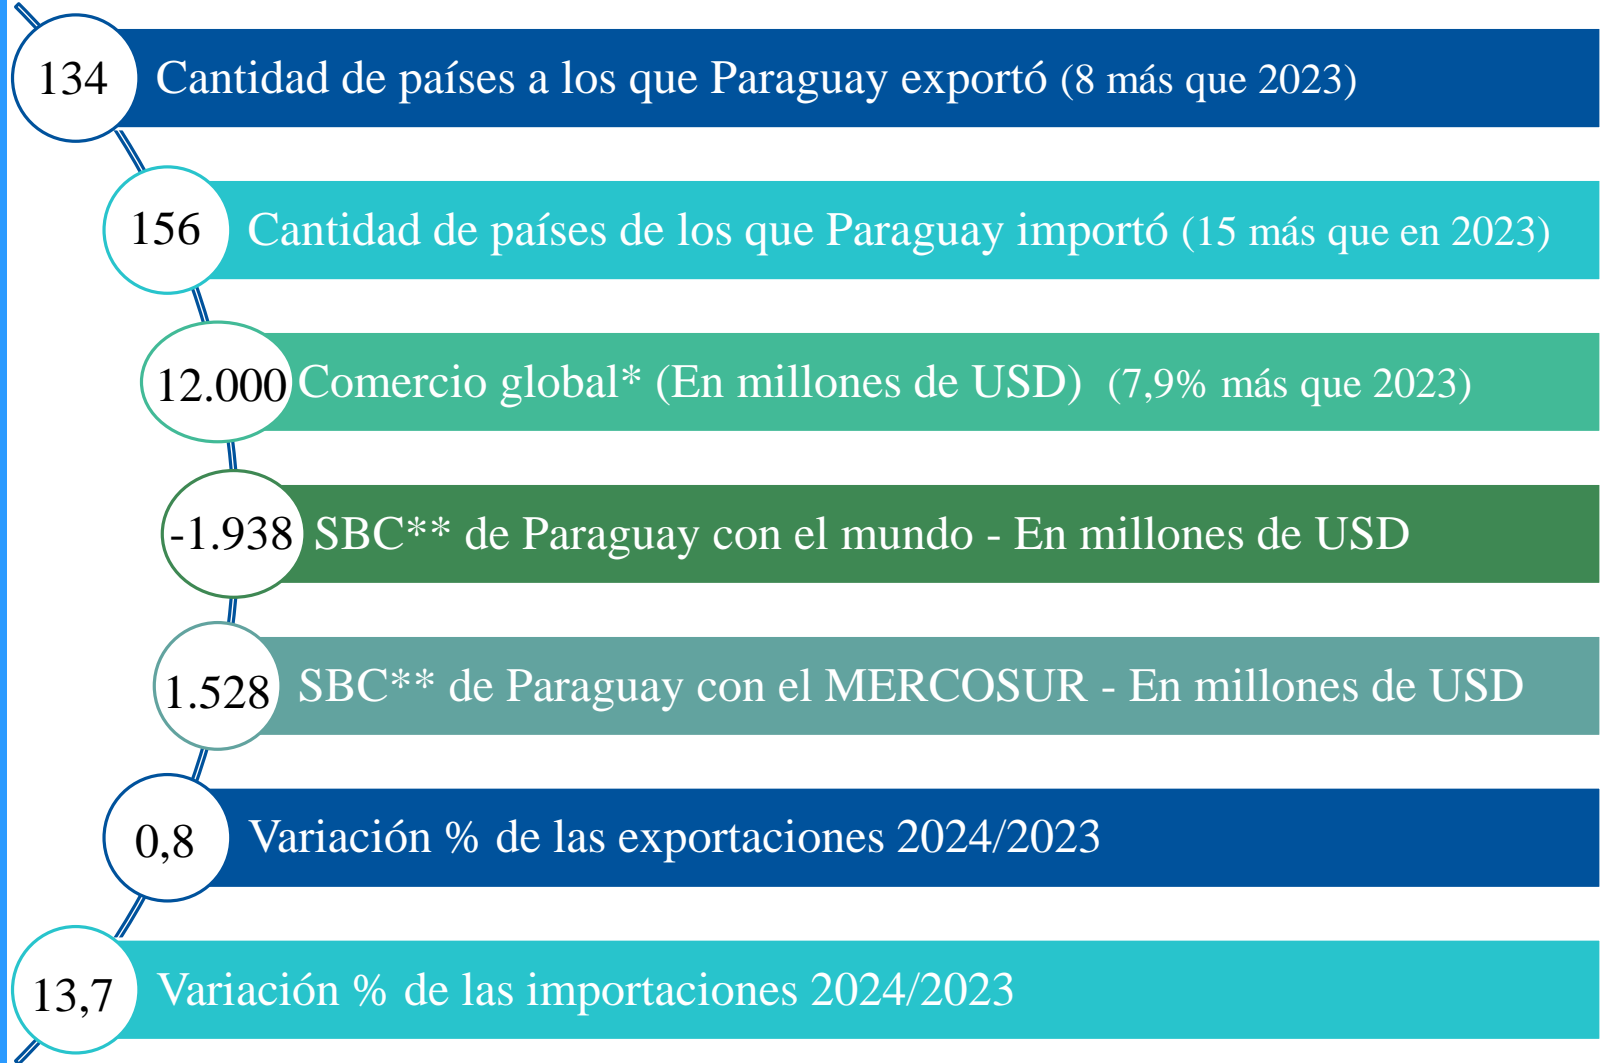 134 Cantidad de países a los que Paraguay exportó (8 más que 2023)
156 Cantidad de países de los que Paraguay importó (15 más que en 2023)
12.000 Comercio global* (En millones de USD) (7,9% más que 2023)
-1.938 SBC** de Paraguay con el mundo - En millones de USD
1.528 SBC** de Paraguay con el MERCOSUR - En millones de USD
0,8 Variación % de las exportaciones 2024/2023
13,7 Variación % de las importaciones 2024/2023